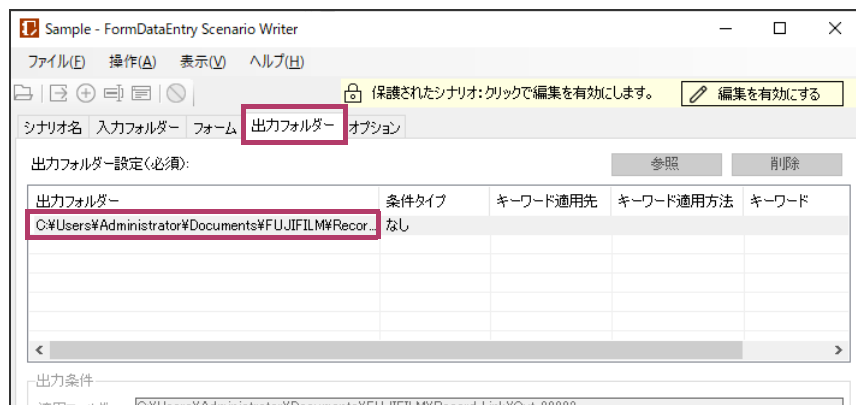 Sample - FormDataEntry Scenario Writer
ファイル(F) 操作(A) 表示(V) ヘルプ(H)
保護されたシナリオ:クリックで編集を有効にします。 編集を有効にする
シナリオ名 入力フォルダー フォーム 出力フォルダー オプション
出力フォルダー設定(必須): 参照 削除
出力フォルダー 条件タイプ キーワード適用先 キーワード適用方法 キーワード
C:¥Users¥Administrator¥Documents¥FUJIFILM¥Recor... なし
出力条件